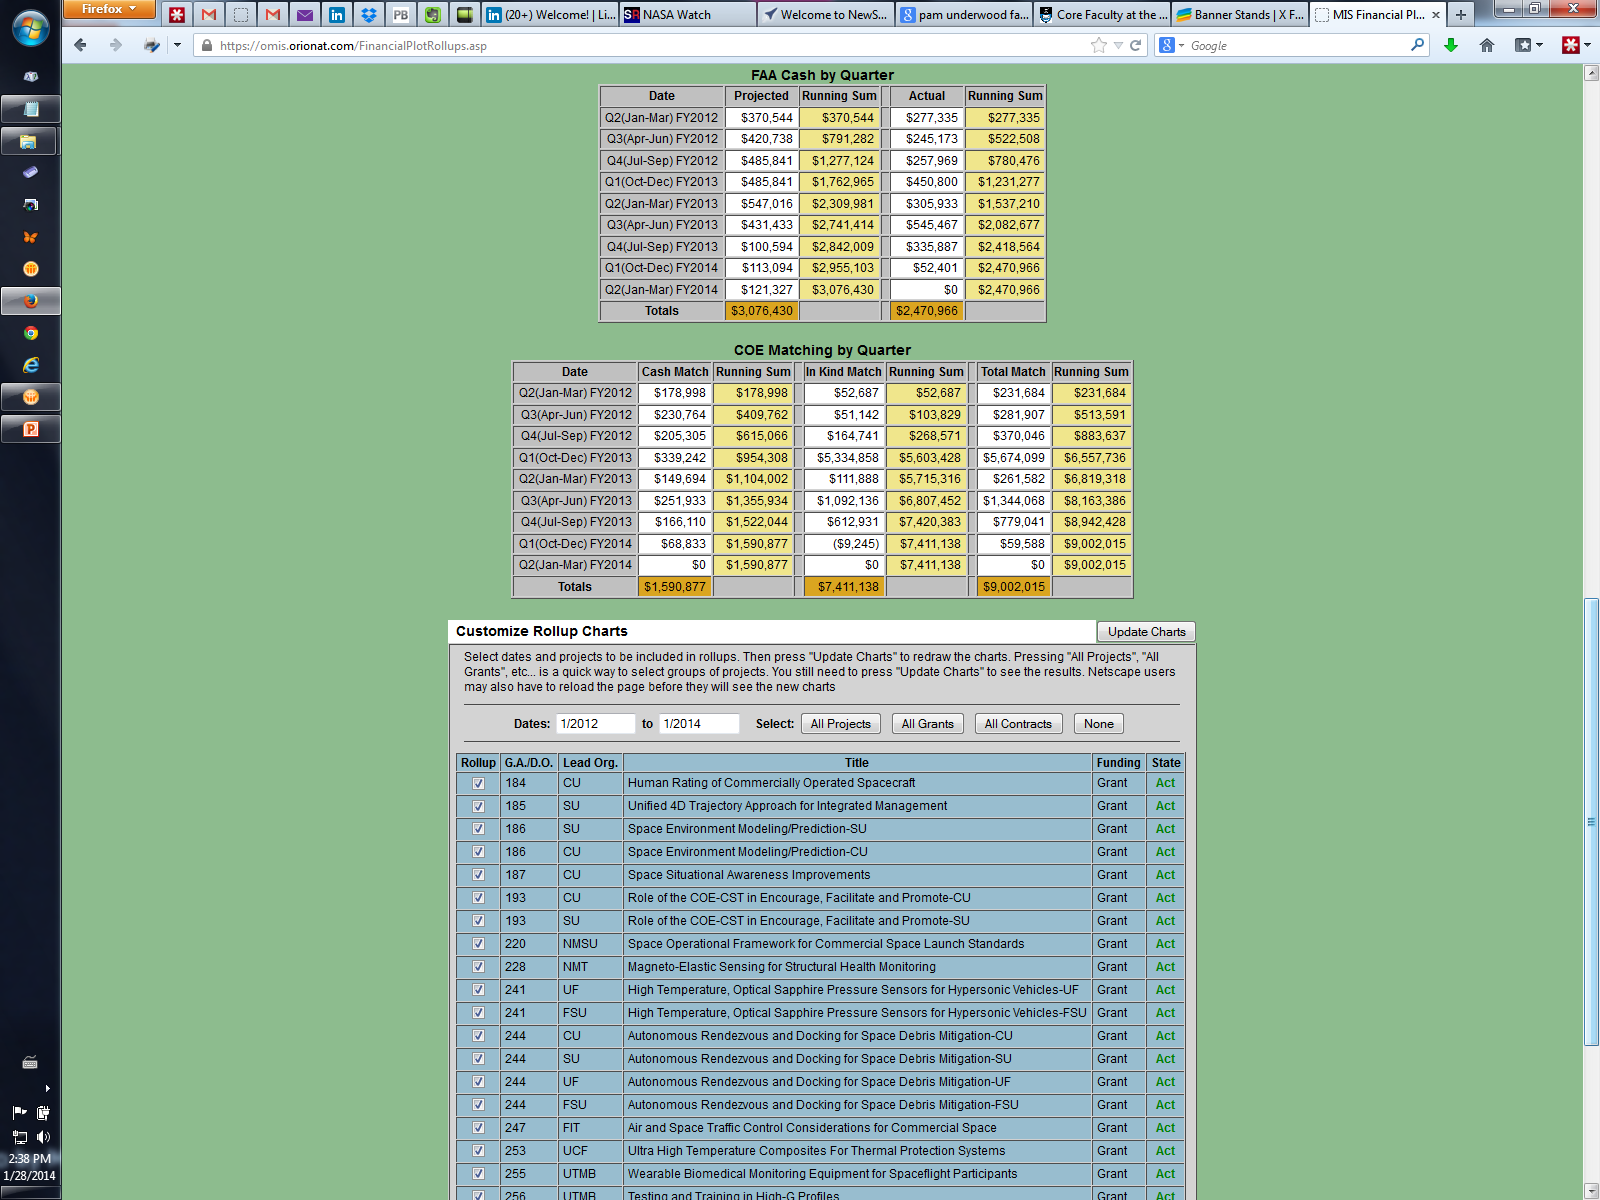 Firefox
(20+) Welcome! | Li...
NASA Watch
Welcome to NewS...
pam underwood fa...
Core Faculty at the ...
Banner Stands | X F...
MIS Financial Pl...
https://omis.orionat.com/FinancialPlotRollups.asp
Google
FAA Cash by Quarter
Date Projected Running Sum Actual Running Sum
Q2(Jan-Mar) FY2012 $370,544 $370,544 $277,335 $277,335
Q3(Apr-Jun) FY2012 $420,738 $791,282 $245,173 $522,508
Q4(Jul-Sep) FY2012 $485,841 $1,277,124 $257,969 $780,476
Q1(Oct-Dec) FY2013 $485,841 $1,762,965 $450,800 $1,231,277
Q2(Jan-Mar) FY2013 $547,016 $2,309,981 $305,933 $1,537,210
Q3(Apr-Jun) FY2013 $431,433 $2,741,414 $545,467 $2,082,677
Q4(Jul-Sep) FY2013 $100,594 $2,842,009 $335,887 $2,418,564
Q1(Oct-Dec) FY2014 $113,094 $2,955,103 $52,401 $2,470,966
Q2(Jan-Mar) FY2014 $121,327 $3,076,430 $0 $2,470,966
Totals $3,076,430 $2,470,966
COE Matching by Quarter
Date Cash Match Running Sum In Kind Match Running Sum Total Match Running Sum
Q2(Jan-Mar) FY2012 $178,998 $178,998 $52,687 $52,687 $231,684 $231,684
Q3(Apr-Jun) FY2012 $230,764 $409,762 $51,142 $103,829 $281,907 $513,591
Q4(Jul-Sep) FY2012 $205,305 $615,066 $164,741 $268,571 $370,046 $883,637
Q1(Oct-Dec) FY2013 $339,242 $954,308 $5,334,858 $5,603,428 $5,674,099 $6,557,736
Q2(Jan-Mar) FY2013 $149,694 $1,104,002 $111,888 $5,715,316 $261,582 $6,819,318
Q3(Apr-Jun) FY2013 $251,933 $1,355,934 $1,092,136 $6,807,452 $1,344,068 $8,163,386
Q4(Jul-Sep) FY2013 $166,110 $1,522,044 $612,931 $7,420,383 $779,041 $8,942,428
Q1(Oct-Dec) FY2014 $68,833 $1,590,877 ($9,245) $7,411,138 $59,588 $9,002,015
Q2(Jan-Mar) FY2014 $0 $1,590,877 $0 $7,411,138 $0 $9,002,015
Totals $1,590,877 $7,411,138 $9,002,015
Customize Rollup Charts Update Charts
Select dates and projects to be included in rollups. Then press "Update Charts" to redraw the charts. Pressing "All Projects", "All
Grants", etc... is a quick way to select groups of projects. You still need to press "Update Charts" to see the results. Netscape users
may also have to reload the page before they will see the new charts
Dates: 1/2012 to 1/2014 Select: All Projects All Grants All Contracts None
Rollup G.A./D.O. Lead Org. Title Funding State
184 CU Human Rating of Commercially Operated Spacecraft Grant Act
185 SU Unified 4D Trajectory Approach for Integrated Management Grant Act
186 SU Space Environment Modeling/Prediction-SU Grant Act
186 CU Space Environment Modeling/Prediction-CU Grant Act
187 CU Space Situational Awareness Improvements Grant Act
193 CU Role of the COE-CST in Encourage, Facilitate and Promote-CU Grant Act
193 SU Role of the COE-CST in Encourage, Facilitate and Promote-SU Grant Act
220 NMSU Space Operational Framework for Commercial Space Launch Standards Grant Act
228 NMT Magneto-Elastic Sensing for Structural Health Monitoring Grant Act
241 UF High Temperature, Optical Sapphire Pressure Sensors for Hypersonic Vehicles-UF Grant Act
241 FSU High Temperature, Optical Sapphire Pressure Sensors for Hypersonic Vehicles-FSU Grant Act
244 CU Autonomous Rendezvous and Docking for Space Debris Mitigation-CU Grant Act
244 SU Autonomous Rendezvous and Docking for Space Debris Mitigation-SU Grant Act
244 UF Autonomous Rendezvous and Docking for Space Debris Mitigation-UF Grant Act
244 FSU Autonomous Rendezvous and Docking for Space Debris Mitigation-FSU Grant Act
247 FIT Air and Space Traffic Control Considerations for Commercial Space Grant Act
253 UCF Ultra High Temperature Composites For Thermal Protection Systems Grant Act
255 UTMB Wearable Biomedical Monitoring Equipment for Spaceflight Participants Grant Act
256 UTMB Testing and Training in High-G Profiles Grant Act
2:38 PM
1/28/2014